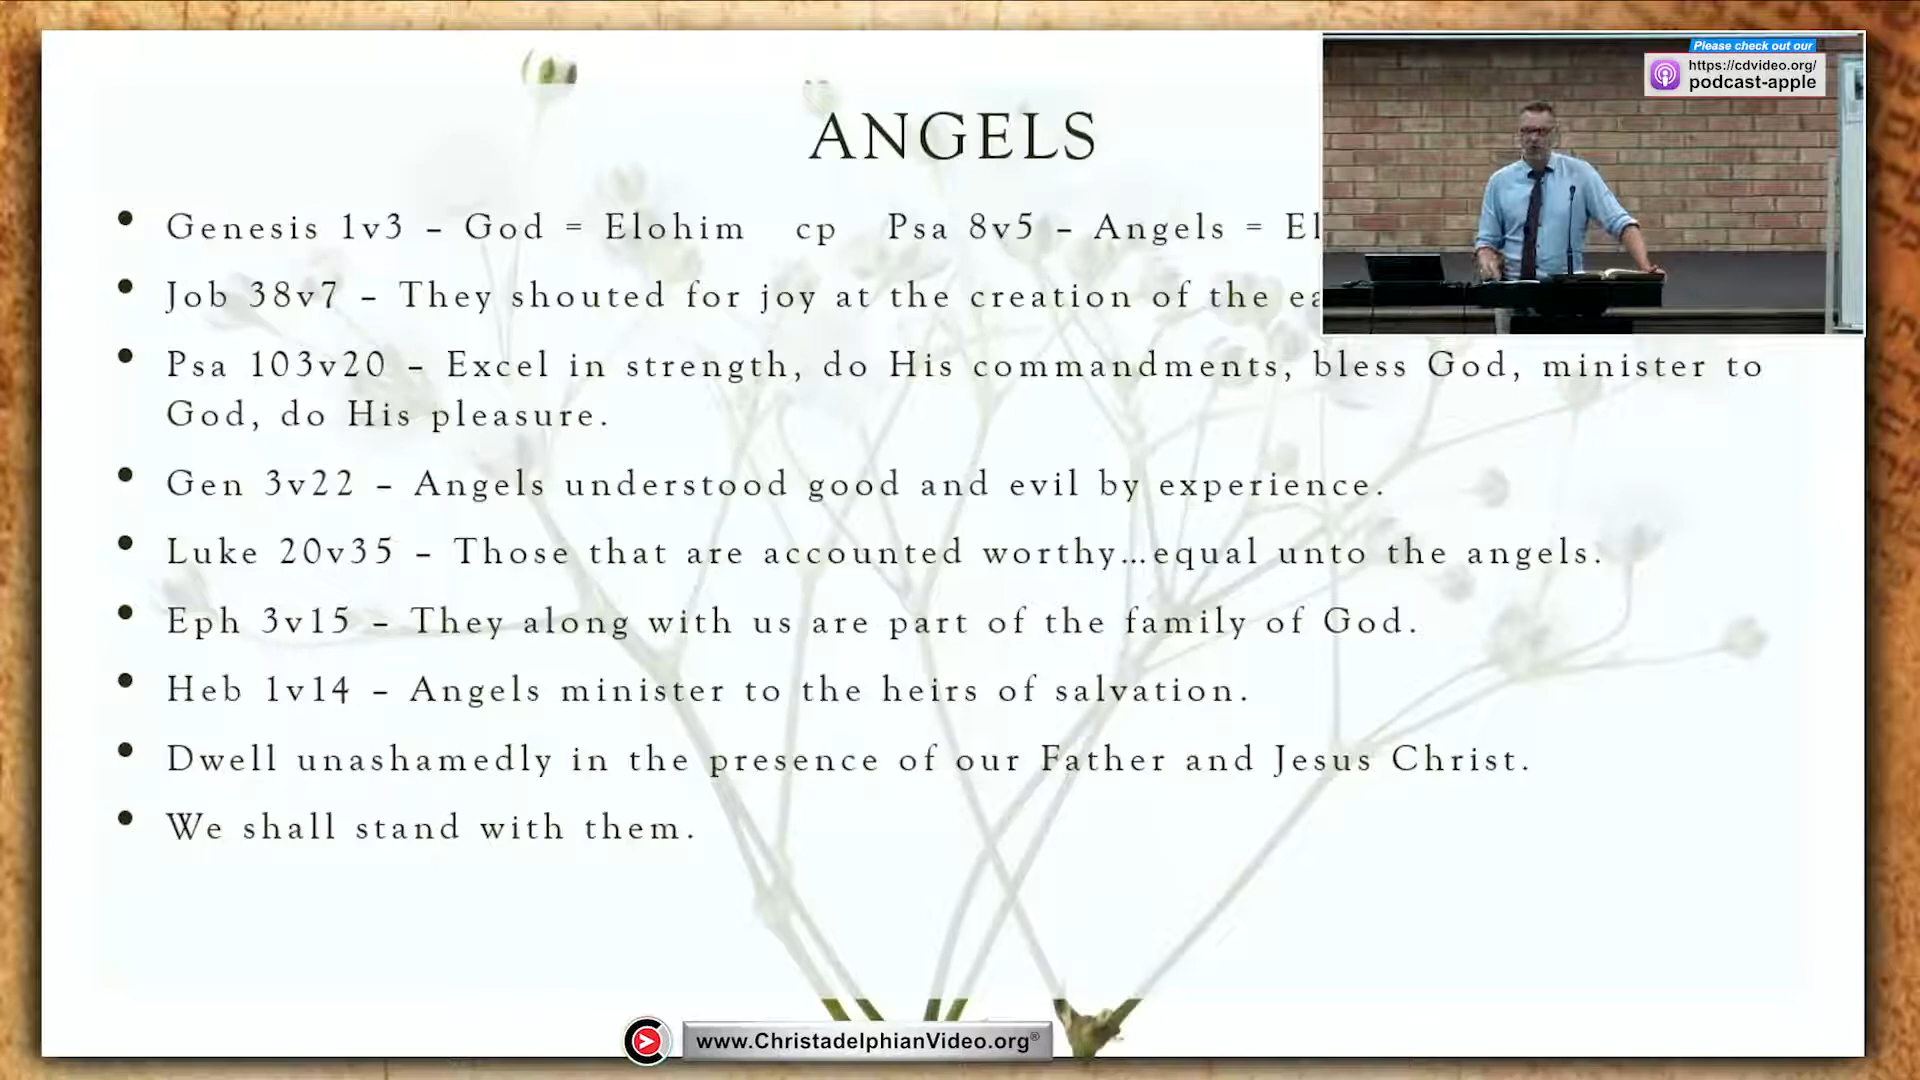 ANGELS
Genesis 1v3 – God = Elohim cp Psa 8v5 – Angels =
Job 38v7 – They shouted for joy at the creation of the
Psa 103v20 – Excel in strength, do His commandments, bless God, minister to
God, do His pleasure.
Gen 3v22 – Angels understood good and evil by experience.
Luke 20v35 – Those that are accounted worthy...equal unto the angels.
Eph 3v15 – They along with us are part of the family of God.
Heb 1v14 – Angels minister to the heirs of salvation.
Dwell unashamedly in the presence of our Father and Jesus Christ.
We shall stand with them.
Please check out our
https://cdvideo.org/
podcast-apple
www.ChristadelphianVideo.org®